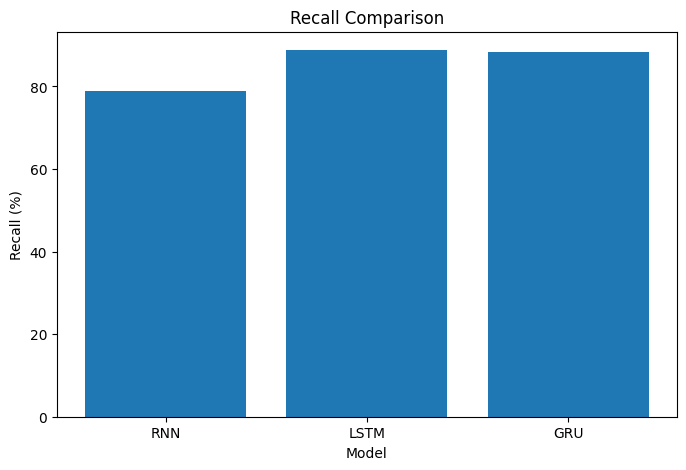 Recall Comparison
Recall (%)
80
60
40
20
0
RNN
LSTM
GRU
Model